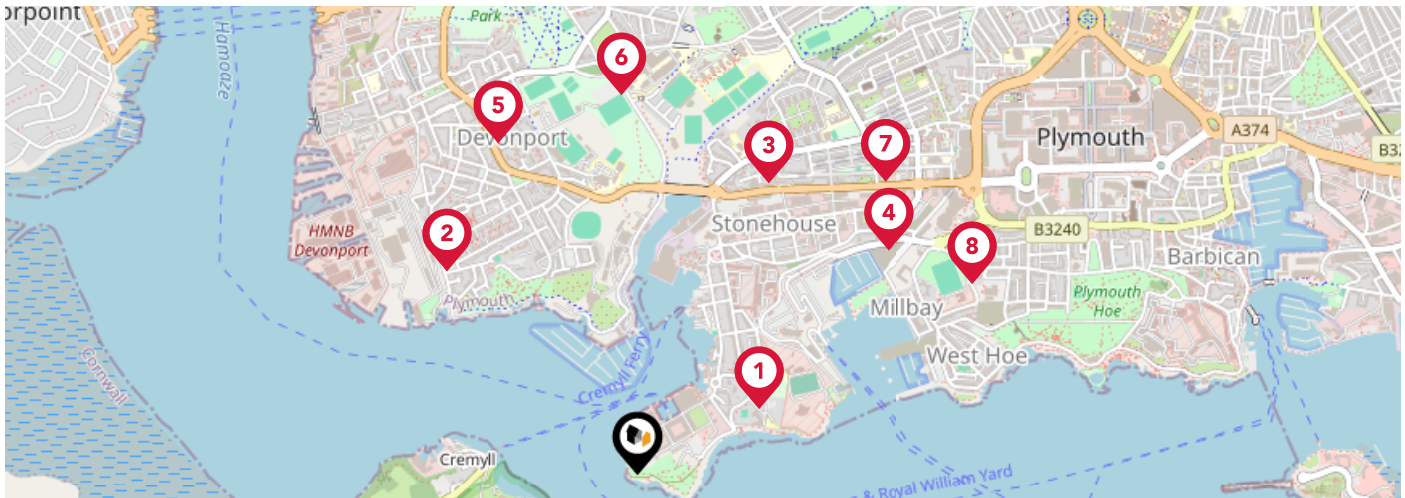 orpoint
Hamoaze
Park
6
5
Devonport
3
7
Plymouth
A374
B32
2
HMNB
Devonport
Stonehouse
4
B3240
8
Barbican
Plymouth
Millbay
Plymouth
Hoe
West Hoe
Cornwall
Cremyll Ferry
1
Cremyll
& Royal William Yard